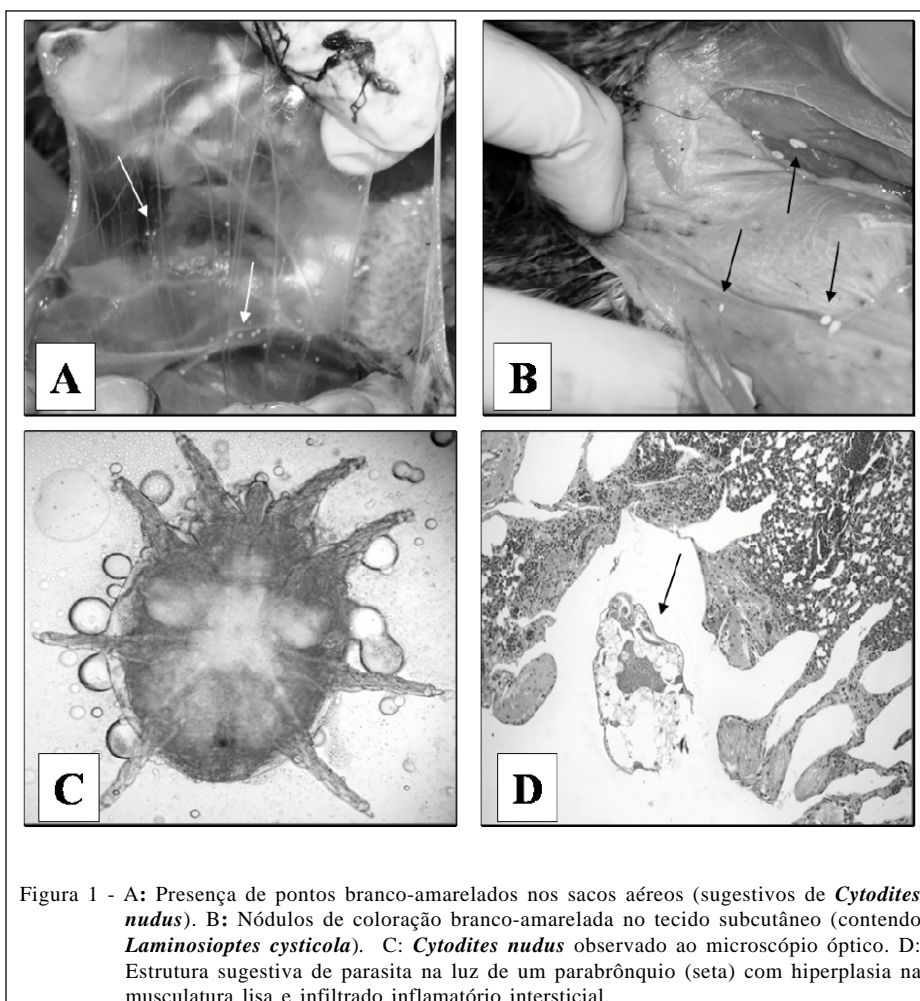 A
B
C
D
Figura 1 - A: Presença de pontos branco-amarelados nos sacos aéreos (sugestivos de Cytodites
nudus). B: Nódulos de coloração branco-amarelada no tecido subcutâneo (contendo
Laminosioptes cysticola). C: Cytodites nudus observado ao microscópio óptico. D:
Estrutura sugestiva de parasita na luz de um parabrônquio (seta) com hiperplasia na
musculatura lisa e infiltrado inflamatório intersticial.